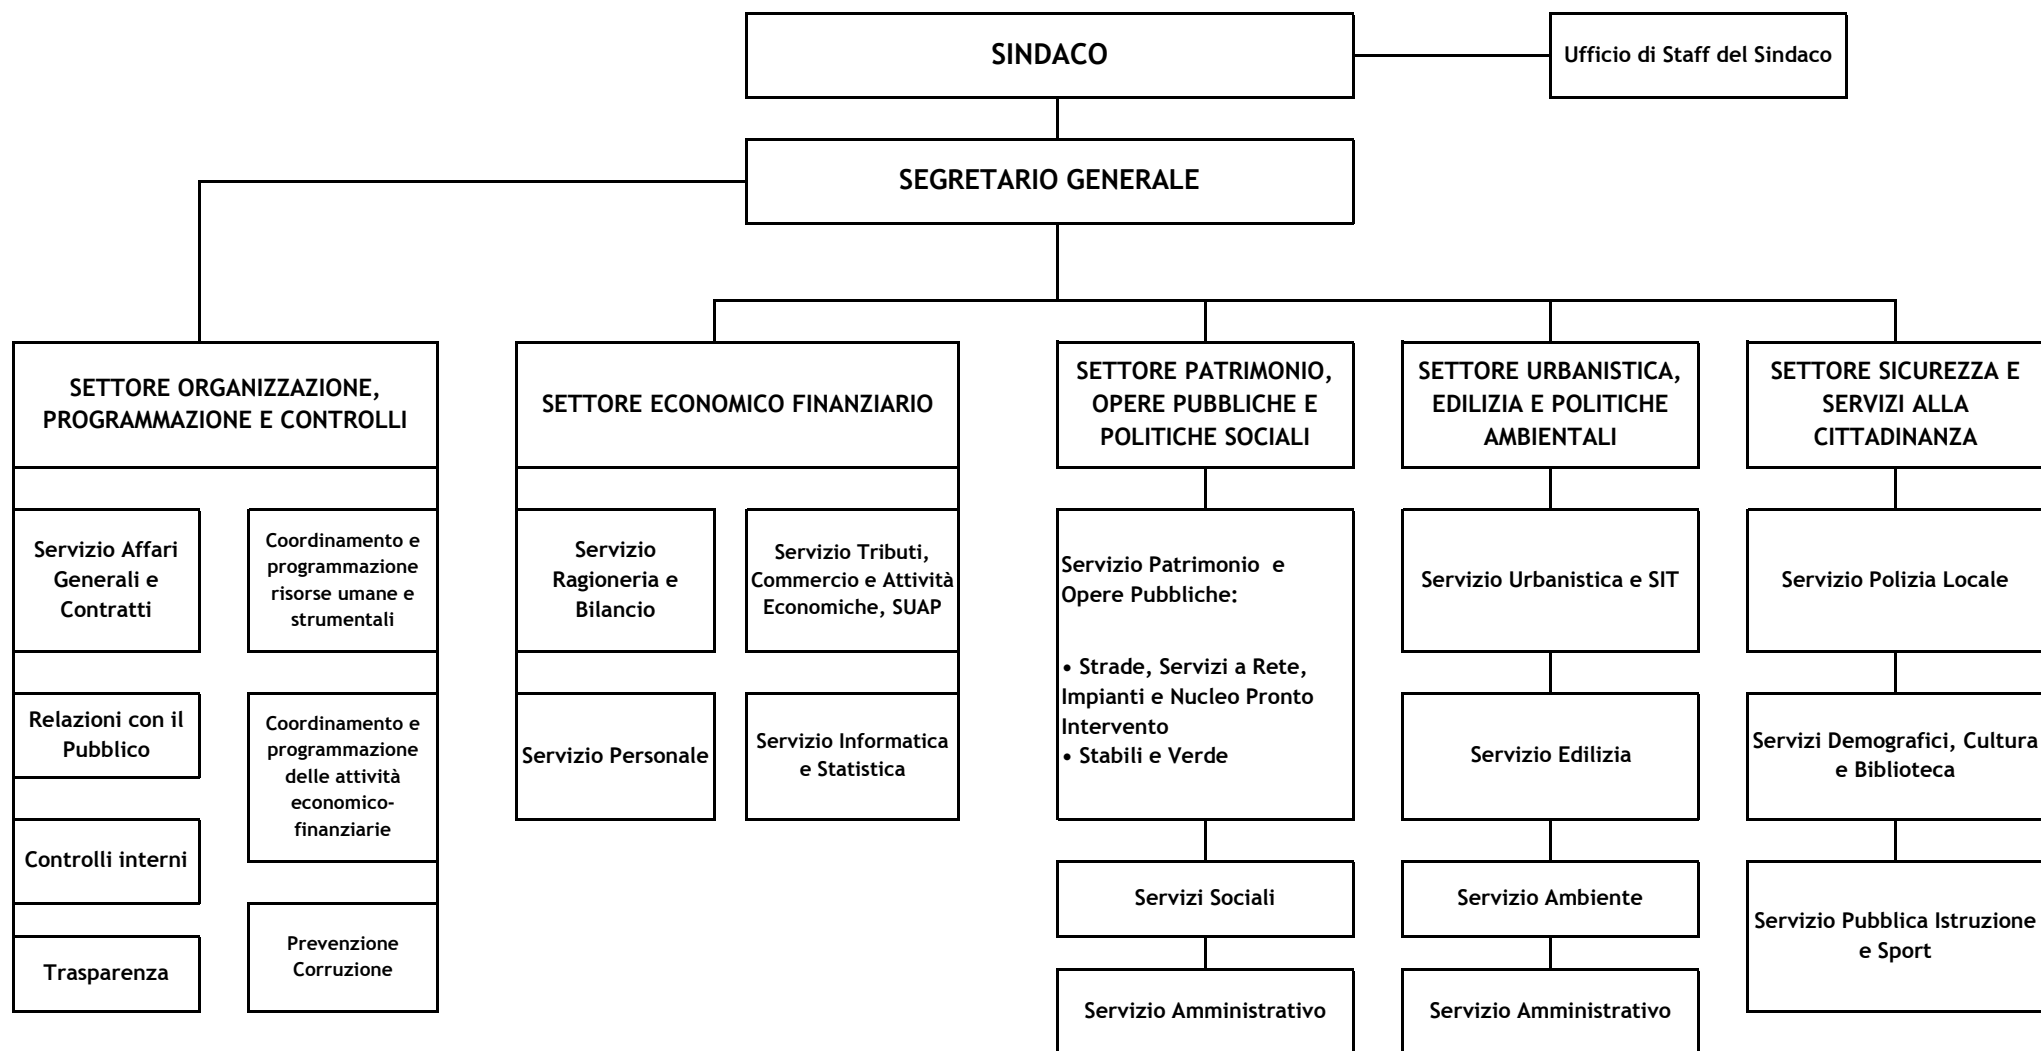 SINDACO
Ufficio di Staff del Sindaco
SEGRETARIO GENERALE
SETTORE ORGANIZZAZIONE,
PROGRAMMAZIONE E CONTROLLI
SETTORE ECONOMICO FINANZIARIO
SETTORE PATRIMONIO,
OPERE PUBBLICHE E
POLITICHE SOCIALI
SETTORE URBANISTICA,
EDILIZIA E POLITICHE
AMBIENTALI
SETTORE SICUREZZA E
SERVIZI ALLA
CITTADINANZA
Servizio Affari
Generali e
Contratti
Coordinamento e
programmazione
risorse umane e
strumentali
Servizio
Ragioneria e
Bilancio
Servizio Tributi,
Commercio e Attività
Economiche, SUAP
Servizio Patrimonio  e
Opere Pubbliche:
• Strade, Servizi a Rete,
Impianti e Nucleo Pronto
Intervento
• Stabili e Verde
Servizio Urbanistica e SIT
Servizio Polizia Locale
Relazioni con il
Pubblico
Coordinamento e
programmazione
delle attività
economico-
finanziarie
Servizio Personale
Servizio Informatica
e Statistica
Servizio Edilizia
Servizi Demografici, Cultura
e Biblioteca
Controlli interni
Servizi Sociali
Servizio Ambiente
Servizio Pubblica Istruzione
e Sport
Trasparenza
Prevenzione
Corruzione
Servizio Amministrativo
Servizio Amministrativo